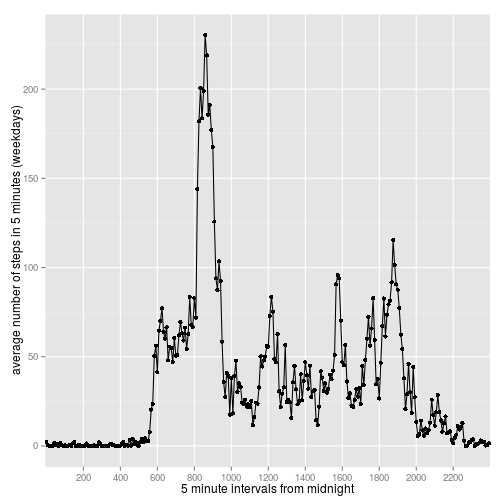 average number of steps in 5 minutes (weekdays)
200
150
100
50
0
200 400 600 800 1000 1200 1400 1600 1800 2000 2200
5 minute intervals from midnight